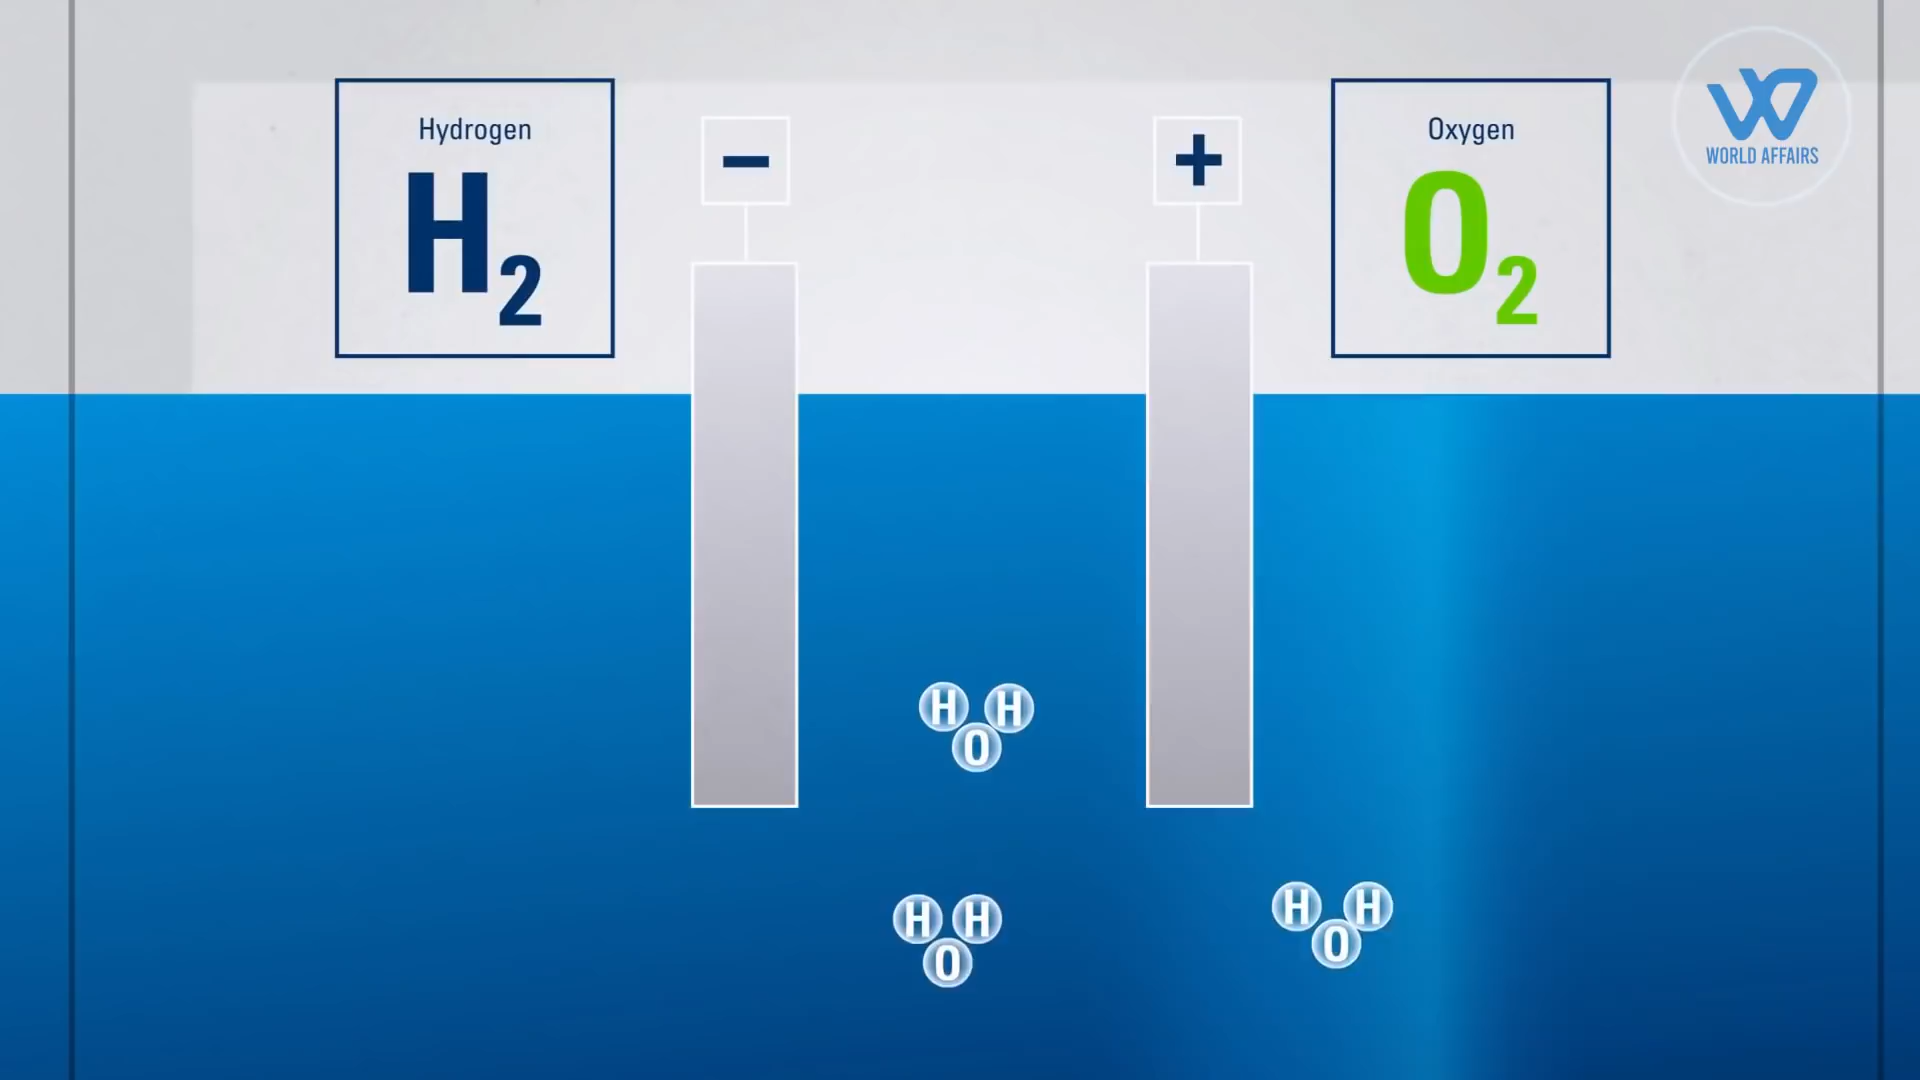 Hydrogen
H2
−
+
Oxygen
O2
WORLD AFFAIRS
H H
O
H H
O
H H
O